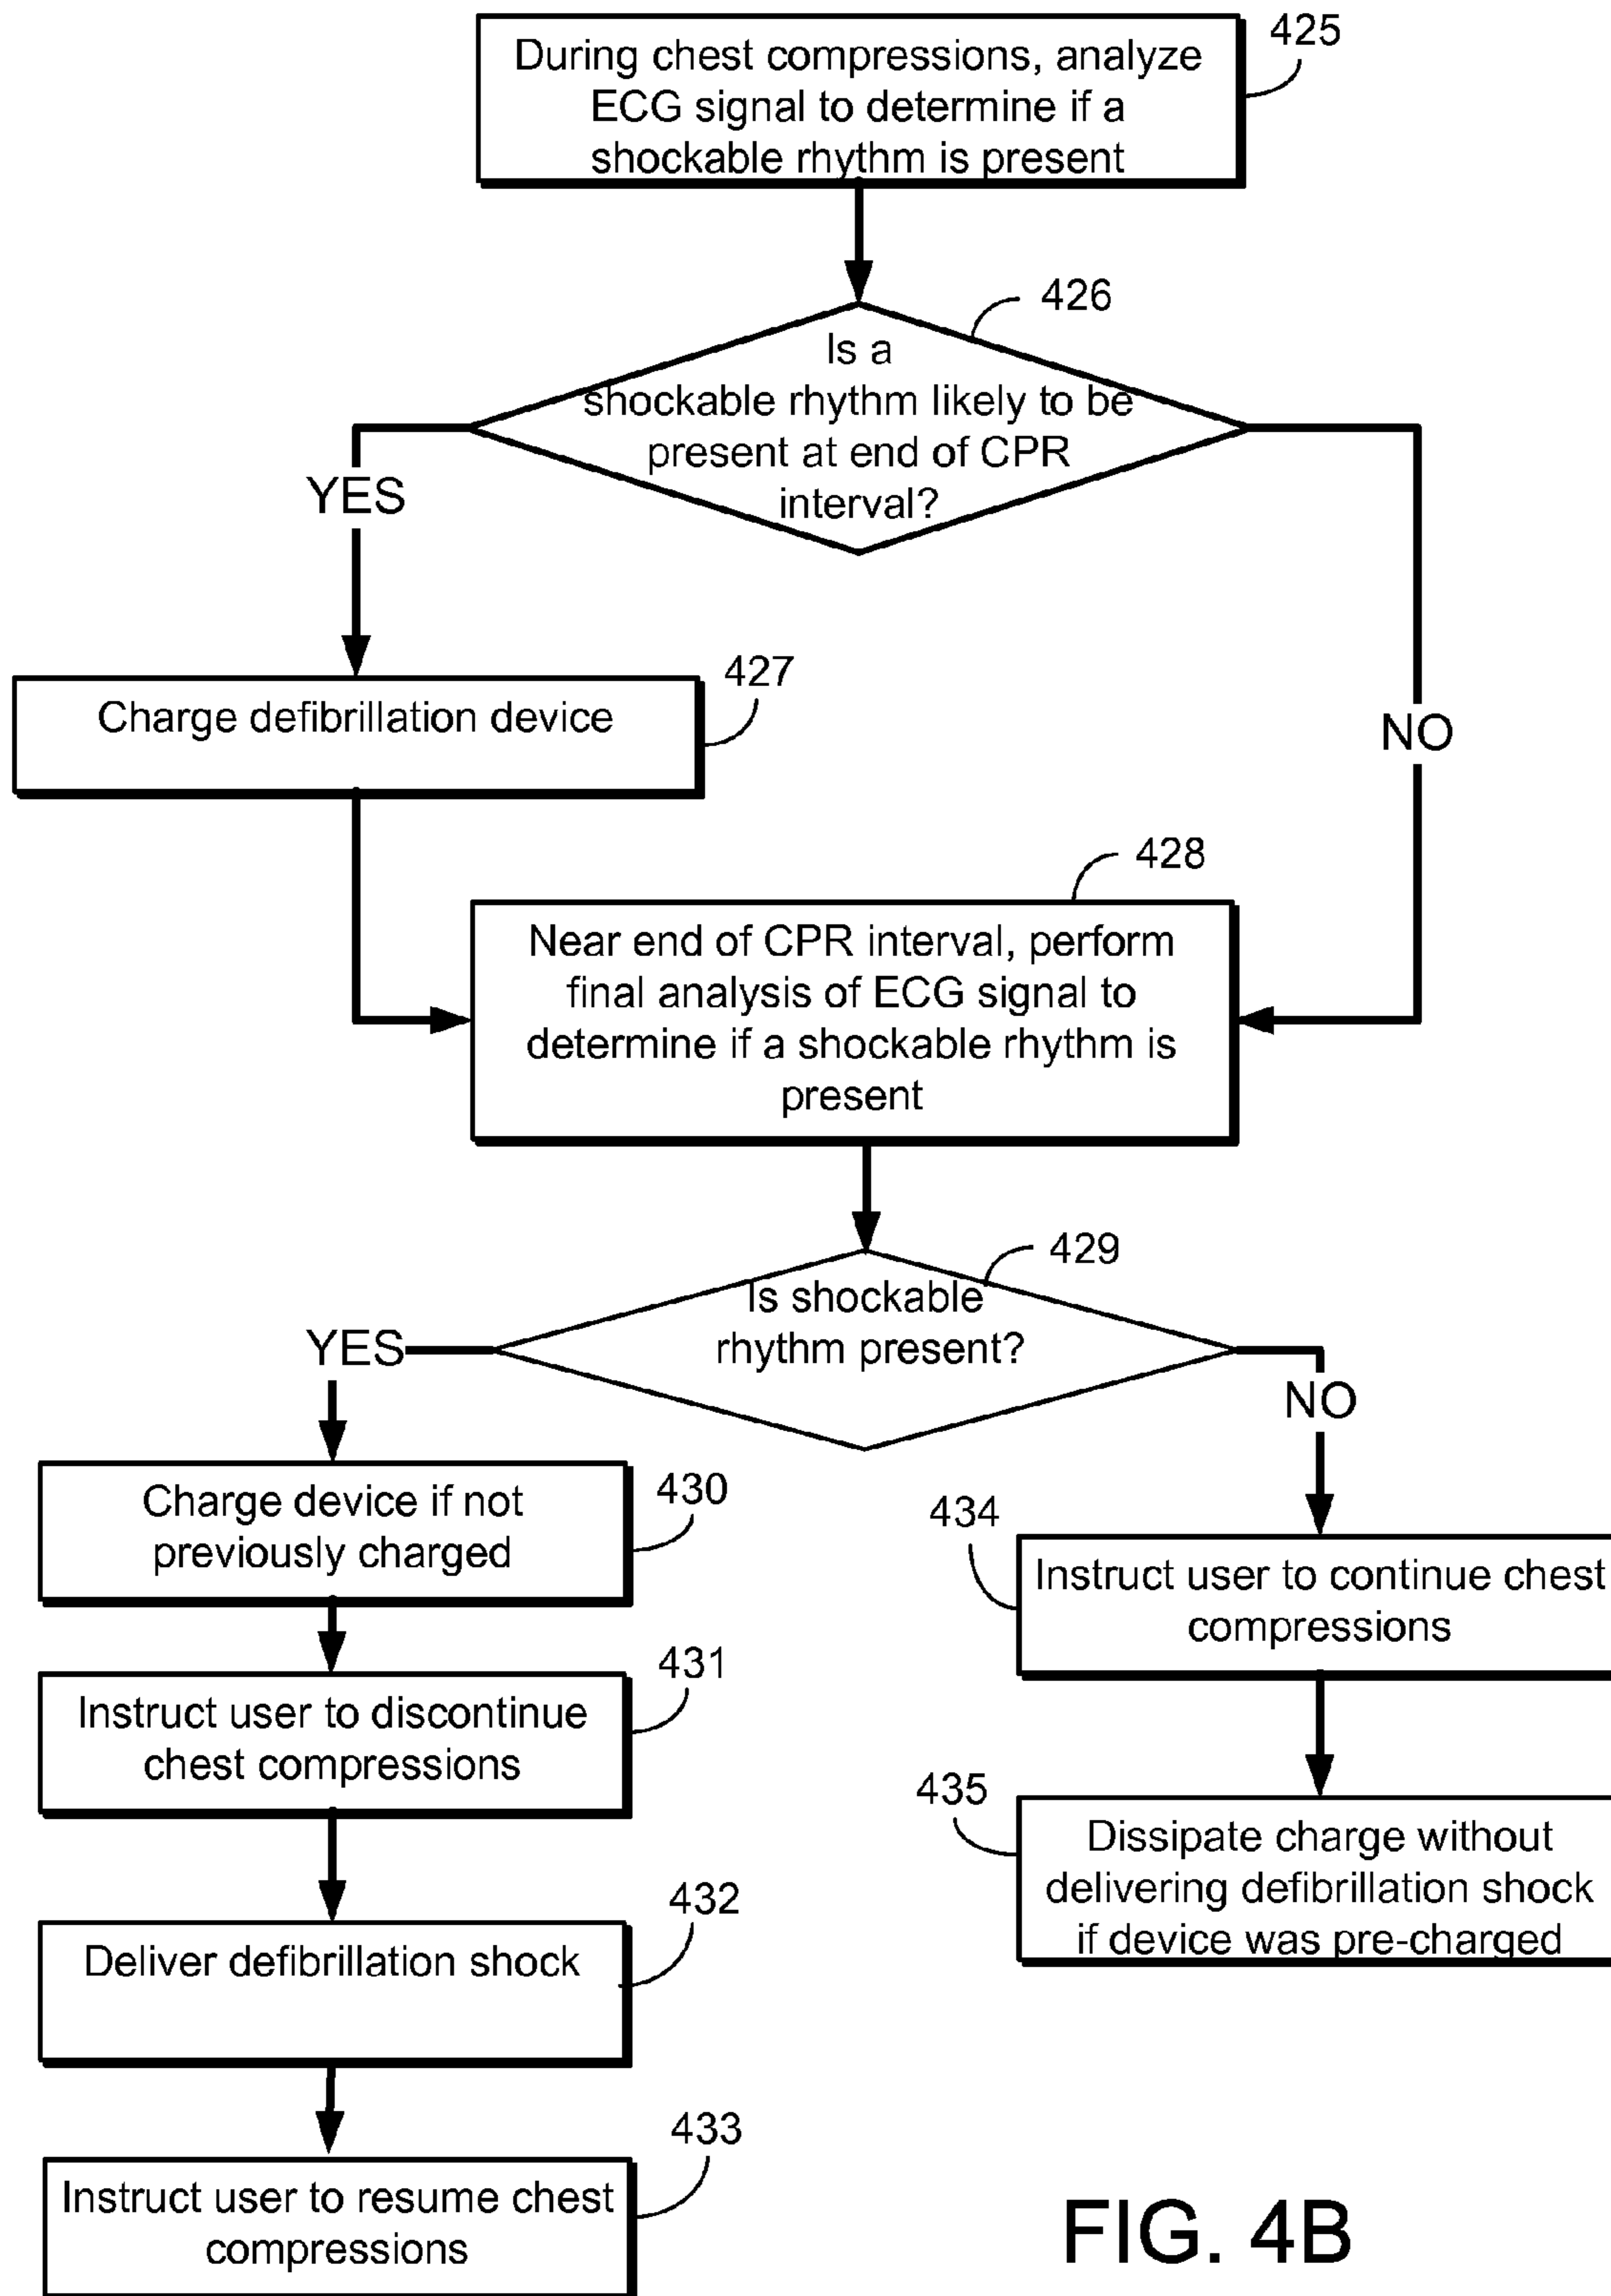 During chest compressions, analyze
ECG signal to determine if a
shockable rhythm is present
425
Is a
shockable rhythm likely to be
present at end of CPR
interval?
426
YES
NO
Charge defibrillation device
427
Near end of CPR interval, perform
final analysis of ECG signal to
determine if a shockable rhythm is
present
428
Is shockable
rhythm present?
429
YES
NO
Charge device if not
previously charged
430
Instruct user to discontinue
chest compressions
431
Deliver defibrillation shock
432
Instruct user to resume chest
compressions
433
434
Instruct user to continue chest
compressions
435
Dissipate charge without
delivering defibrillation shock
if device was pre-charged
FIG. 4B